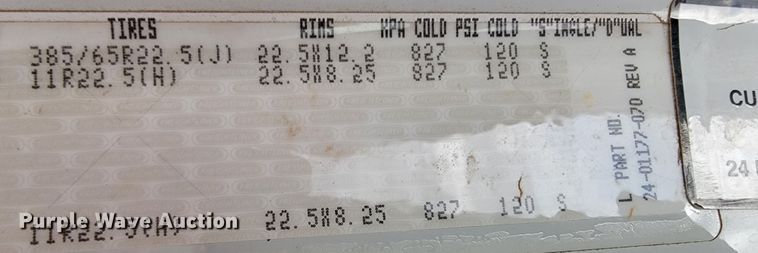 TIRES RIMS KPA COLD PSI COLD "S"INGLE/"D"UAL
385/65R22.5(J) 22.5X12.2 827 120 S
11R22.5(H) 22.5X8.25 827 120 S
11R22.5(H) 22.5X8.25 827 120 S
L PART NO.
24-01177-070 REV A
CU
24
Purple Wave Auction